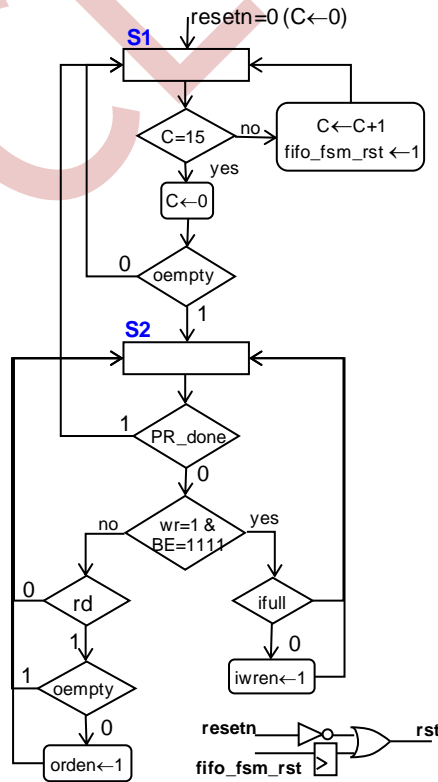 resetn=0 (C←0)
S1
C=15
no
C←C+1
fifo_fsm_rst ←1
yes
C←0
0
oempty
1
S2
1
PR_done
0
no
wr=1 &
BE=1111
yes
0
rd
ifull
1
0
1
oempty
iwren←1
0
orden←1
resetn
rst
fifo_fsm_rst